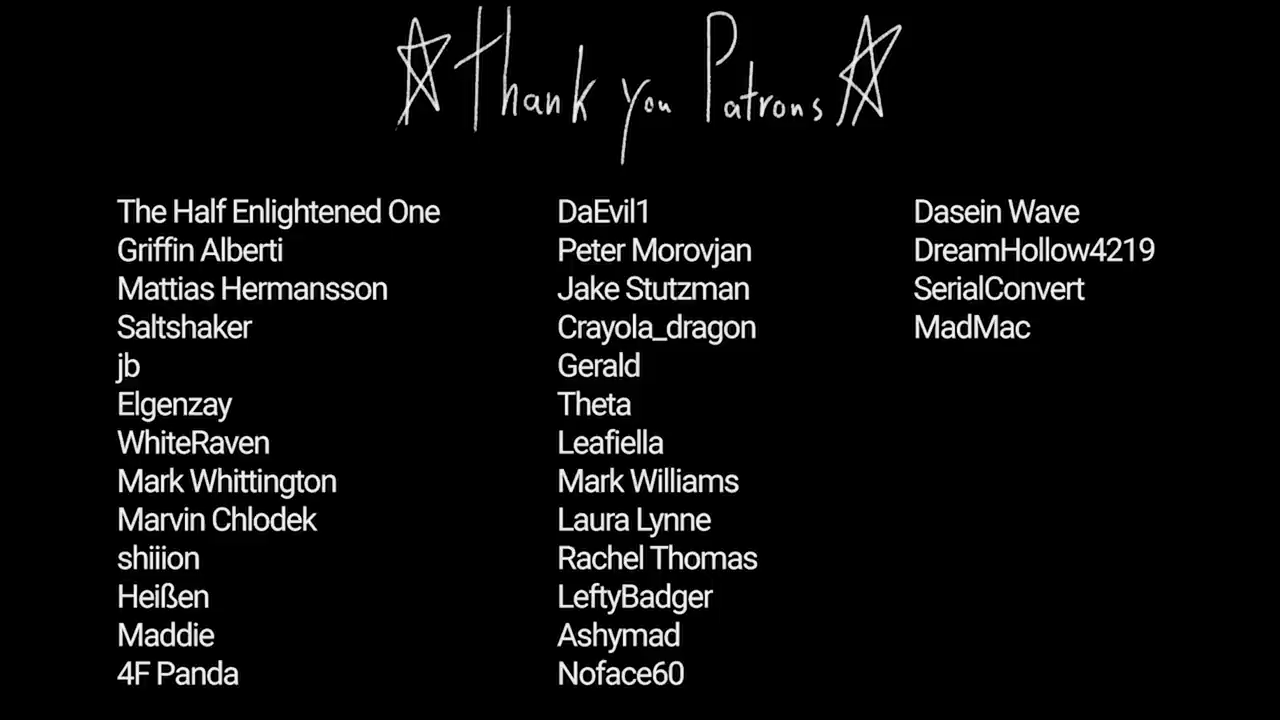 Thank you Patrons
The Half Enlightened One
Griffin Alberti
Mattias Hermansson
Saltshaker
jb
Elgenzay
WhiteRaven
Mark Whittington
Marvin Chlodek
shiiion
Heißen
Maddie
4F Panda
DaEvil1
Peter Morovjan
Jake Stutzman
Crayola_dragon
Gerald
Theta
Leafiella
Mark Williams
Laura Lynne
Rachel Thomas
LeftyBadger
Ashymad
Noface60
Dasein Wave
DreamHollow4219
SerialConvert
MadMac